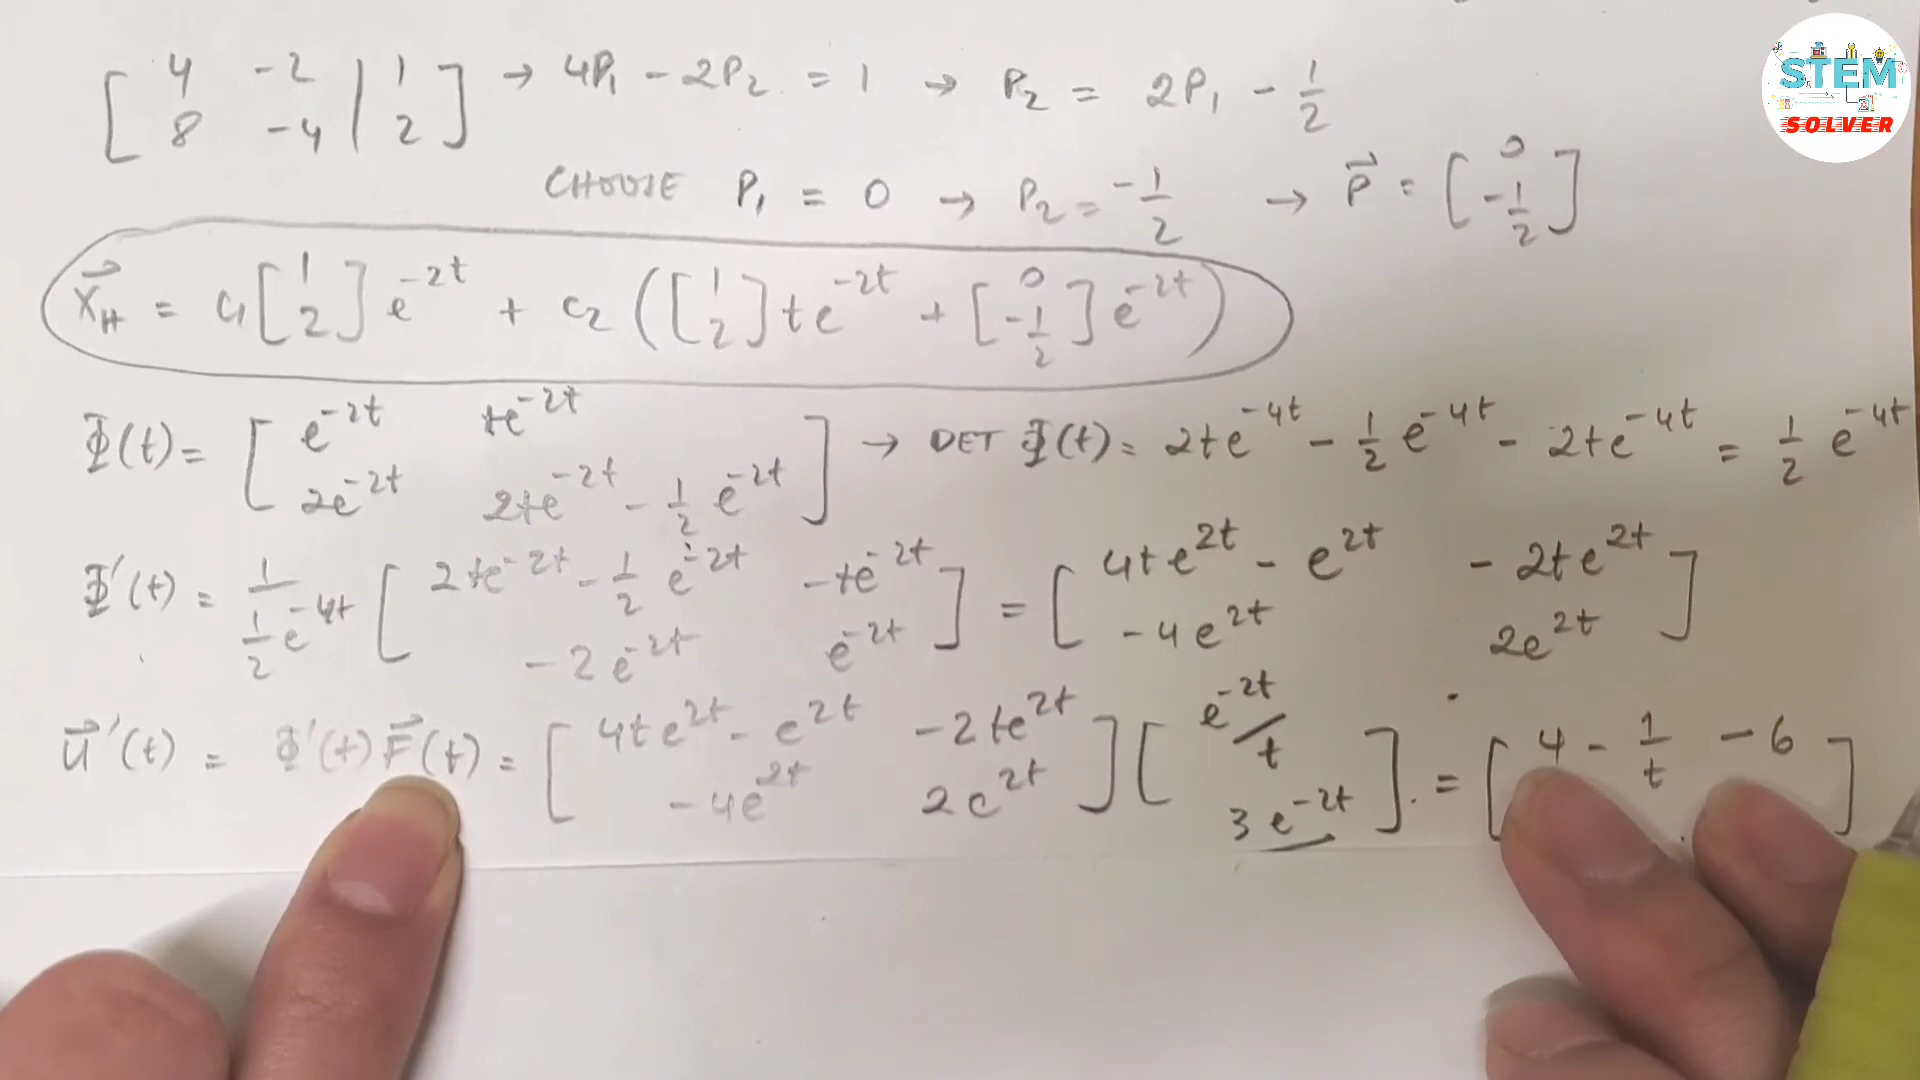 [4 -2 | 1
8 -4 | 2] → 4P₁ - 2P₂ = 1 → P₂ = 2P₁ - 1/2
CHOOSE P₁ = 0 → P₂ = -1/2 → P⃗ = [0
-1/2]
X⃗_H = c₁[1
2]e^{-2t} + c₂([1
2]te^{-2t} + [0
-1/2]e^{-2t})
Φ(t) = [e^{-2t} te^{-2t}
2e^{-2t} 2te^{-2t} - 1/2 e^{-2t}] → DET Φ(t) = 2te^{-4t} - 1/2 e^{-4t} - 2te^{-4t} = 1/2 e^{-4t}
Φ'(t) = 1/(1/2 e^{-4t}) [2te^{-2t} - 1/2 e^{-2t} -te^{-2t}
-2e^{-2t} e^{-2t}] = [4te^{2t} - e^{2t} -2te^{2t}
-4e^{2t} 2e^{2t}]
U⃗'(t) = Φ'(t)F⃗(t) = [4te^{2t} - e^{2t} -2te^{2t}
-4e^{2t} 2e^{2t}] [e^{-2t}/t
3e^{-2t}] = [4 - 1/t - 6]
STEM
SOLVER